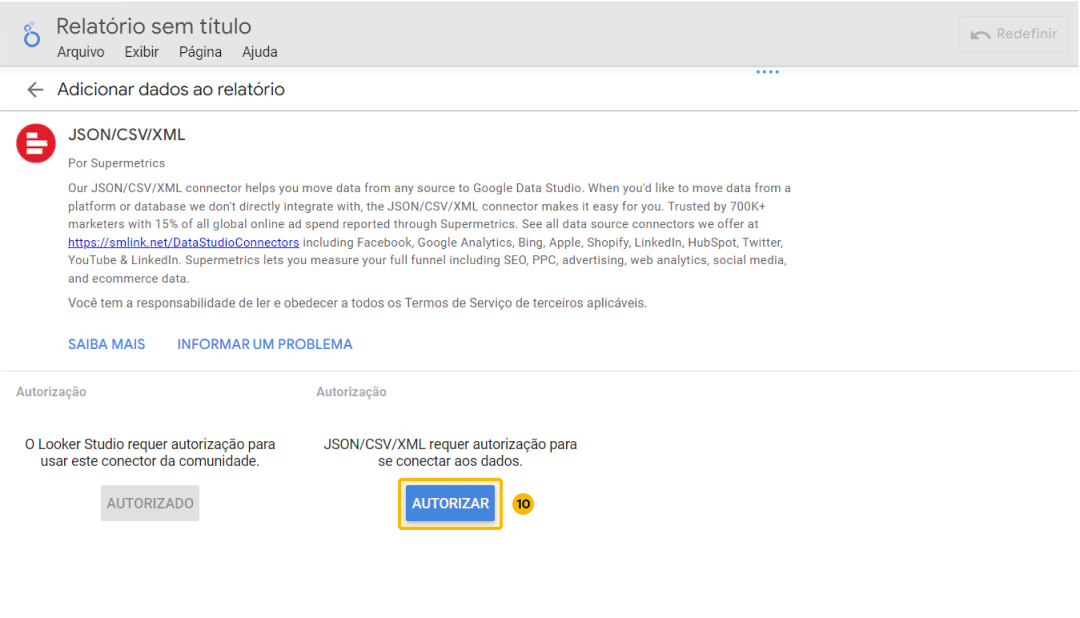 Relatório sem título
Arquivo Exibir Página Ajuda
Redefinir
Adicionar dados ao relatório
JSON/CSV/XML
Por Supermetrics
Our JSON/CSV/XML connector helps you move data from any source to Google Data Studio. When you'd like to move data from a
platform or database we don't directly integrate with, the JSON/CSV/XML connector makes it easy for you. Trusted by 700K+
marketers with 15% of all global online ad spend reported through Supermetrics. See all data source connectors we offer at
https://smlink.net/DataStudioConnectors including Facebook, Google Analytics, Bing, Apple, Shopify, LinkedIn, HubSpot, Twitter,
YouTube & LinkedIn. Supermetrics lets you measure your full funnel including SEO, PPC, advertising, web analytics, social media,
and ecommerce data.
Você tem a responsabilidade de ler e obedecer a todos os Termos de Serviço de terceiros aplicáveis.
SAIBA MAIS INFORMAR UM PROBLEMA
Autorização
O Looker Studio requer autorização para
usar este conector da comunidade.
AUTORIZADO
Autorização
JSON/CSV/XML requer autorização para
se conectar aos dados.
AUTORIZAR
10